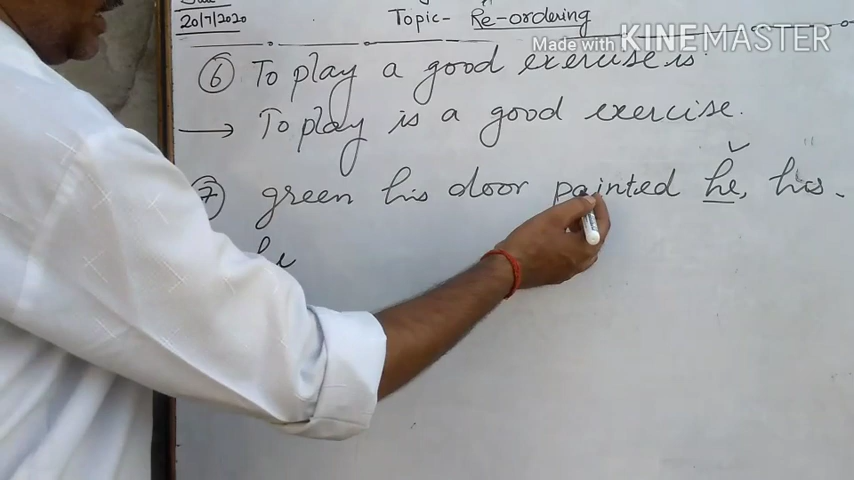 20/7/2020
Topic- Re-ordering
Made with KINEMASTER
6 To play a good exercise is.
→ To play is a good exercise.
7 green his door painted he, his.